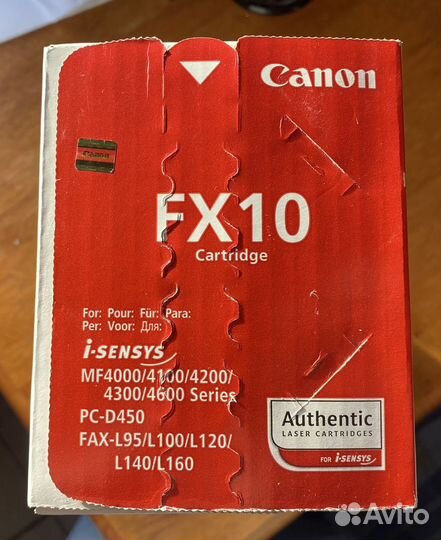 Canon
Canon
FX10
Cartridge
For: Pour: Für: Para:
Per: Voor: Для:
i-SENSYS
MF4000/4100/4200/
4300/4600 Series
PC-D450
FAX-L95/L100/L120/
L140/L160
Authentic
LASER CARTRIDGES
FOR i-SENSYS
Avito